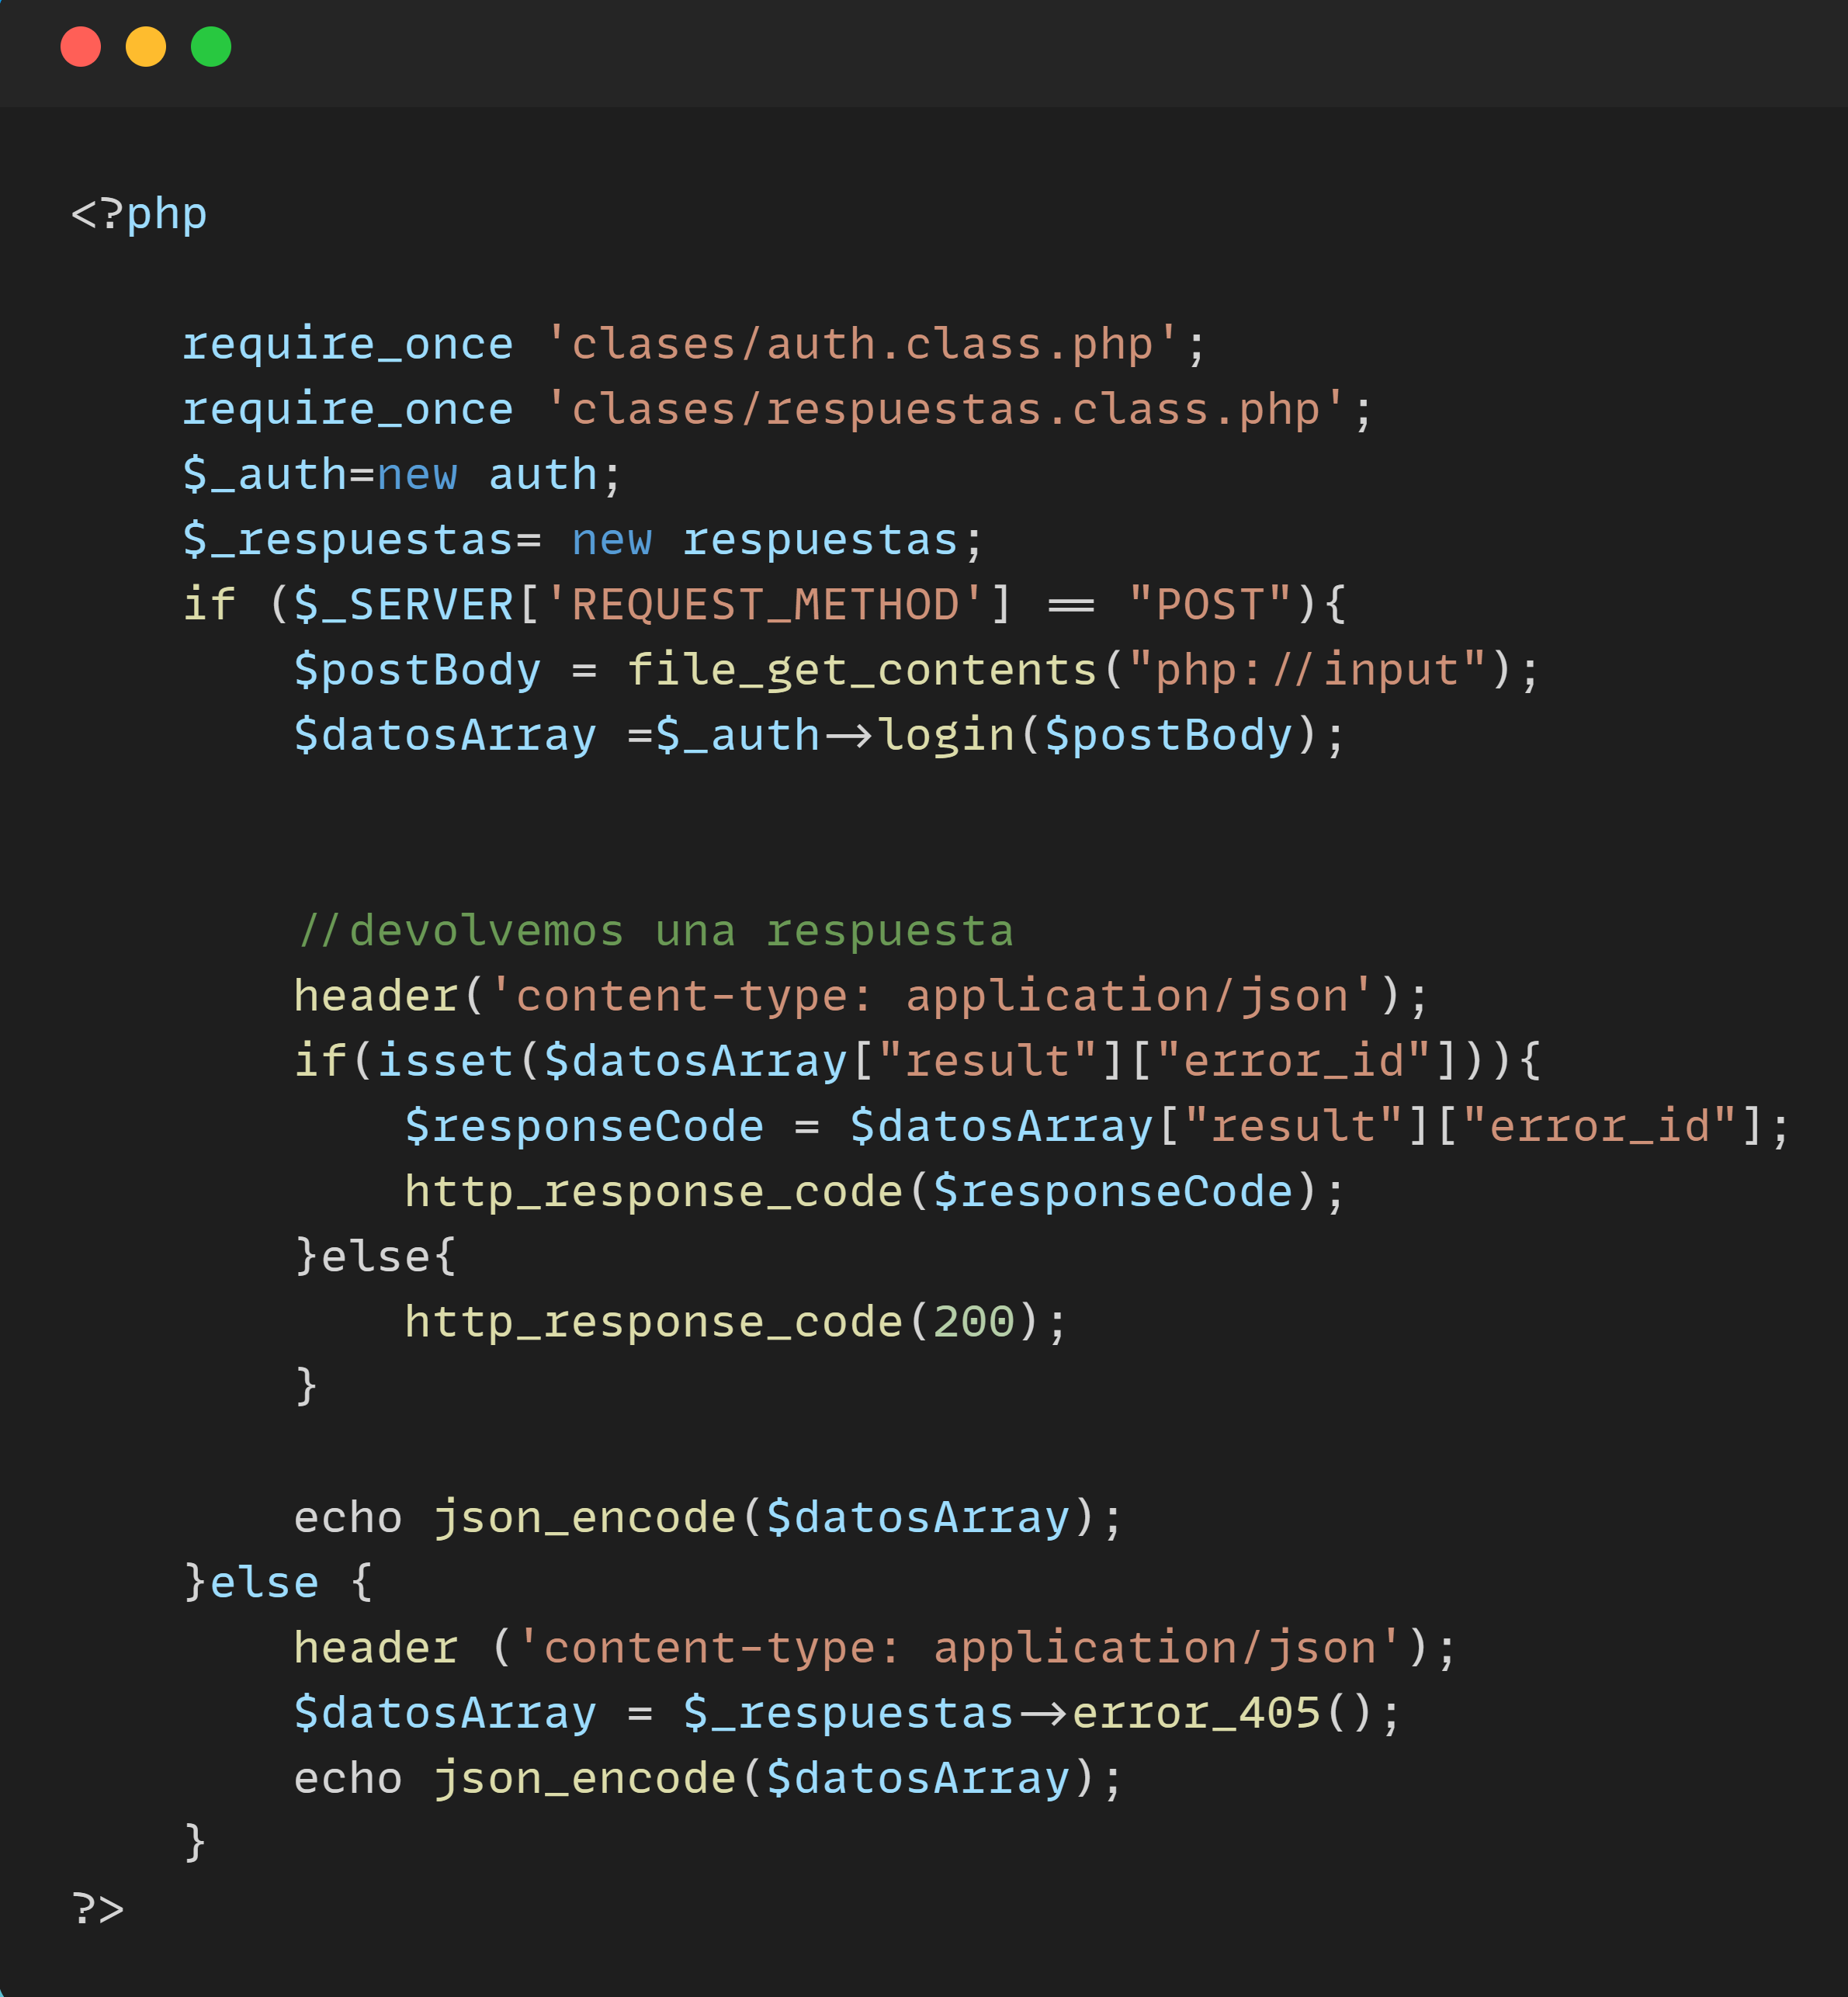 <?php
require_once 'clases/auth.class.php';
require_once 'clases/respuestas.class.php';
$_auth=new auth;
$_respuestas= new respuestas;
if ($_SERVER['REQUEST_METHOD'] == "POST"){
$postBody = file_get_contents("php://input");
$datosArray =$_auth->login($postBody);
//devolvemos una respuesta
header('content-type: application/json');
if(isset($datosArray["result"]["error_id"])){
$responseCode = $datosArray["result"]["error_id"];
http_response_code($responseCode);
}else{
http_response_code(200);
}
echo json_encode($datosArray);
}else {
header ('content-type: application/json');
$datosArray = $_respuestas->error_405();
echo json_encode($datosArray);
}
?>